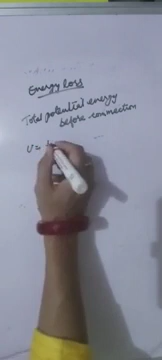 Energy loss
Total potential energy
before connection
U =